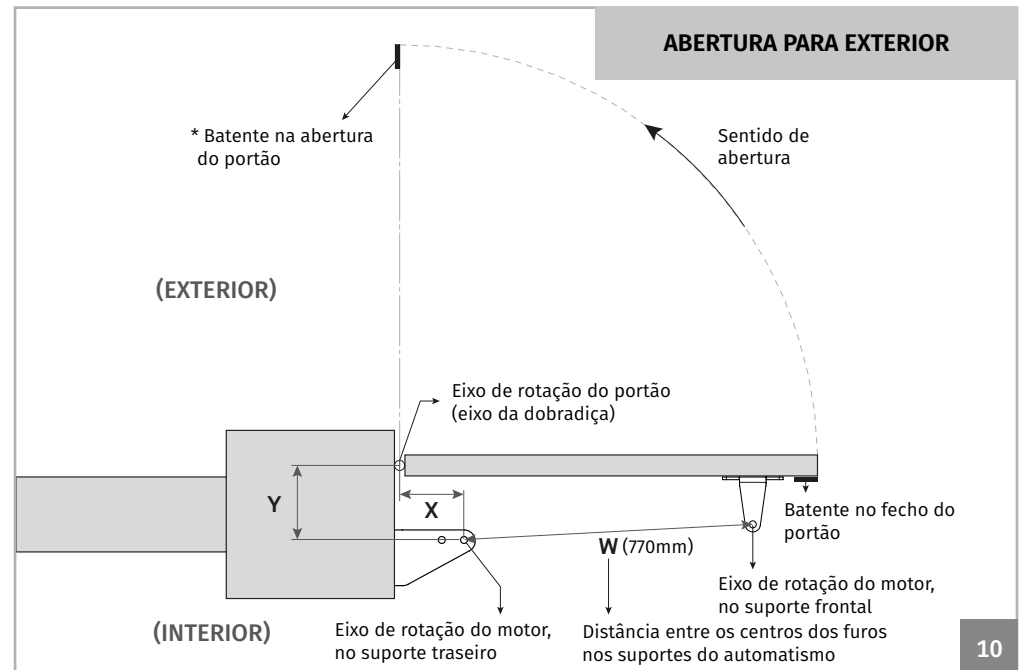 ABERTURA PARA EXTERIOR
* Batente na abertura
do portão
Sentido de
abertura
(EXTERIOR)
Eixo de rotação do portão
(eixo da dobradiça)
Y
X
Batente no fecho do
portão
W (770mm)
Eixo de rotação do motor,
no suporte frontal
(INTERIOR)
Eixo de rotação do motor,
no suporte traseiro
Distância entre os centros dos furos
nos suportes do automatismo
10